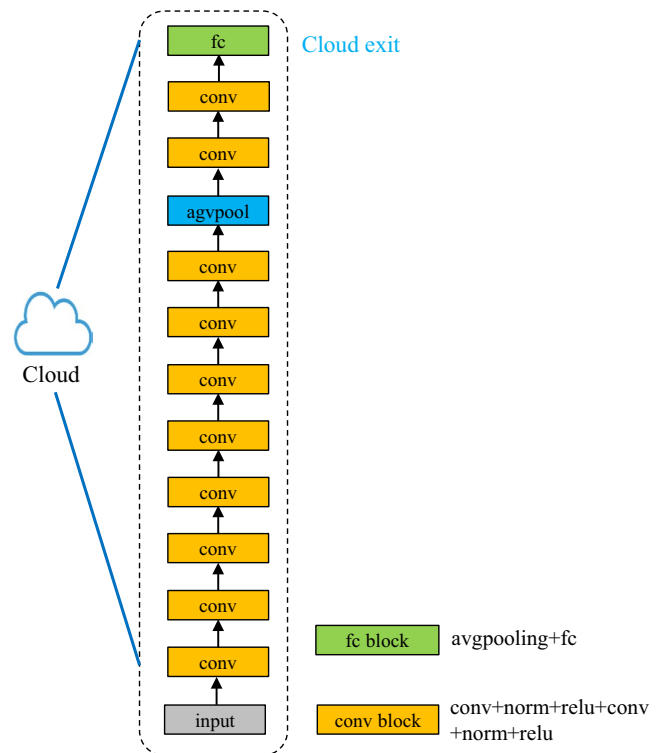 fc
Cloud exit
conv
conv
agvpool
conv
conv
conv
Cloud
conv
conv
conv
conv
conv
input
fc block
avgpooling+fc
conv block
conv+norm+relu+conv
+norm+relu